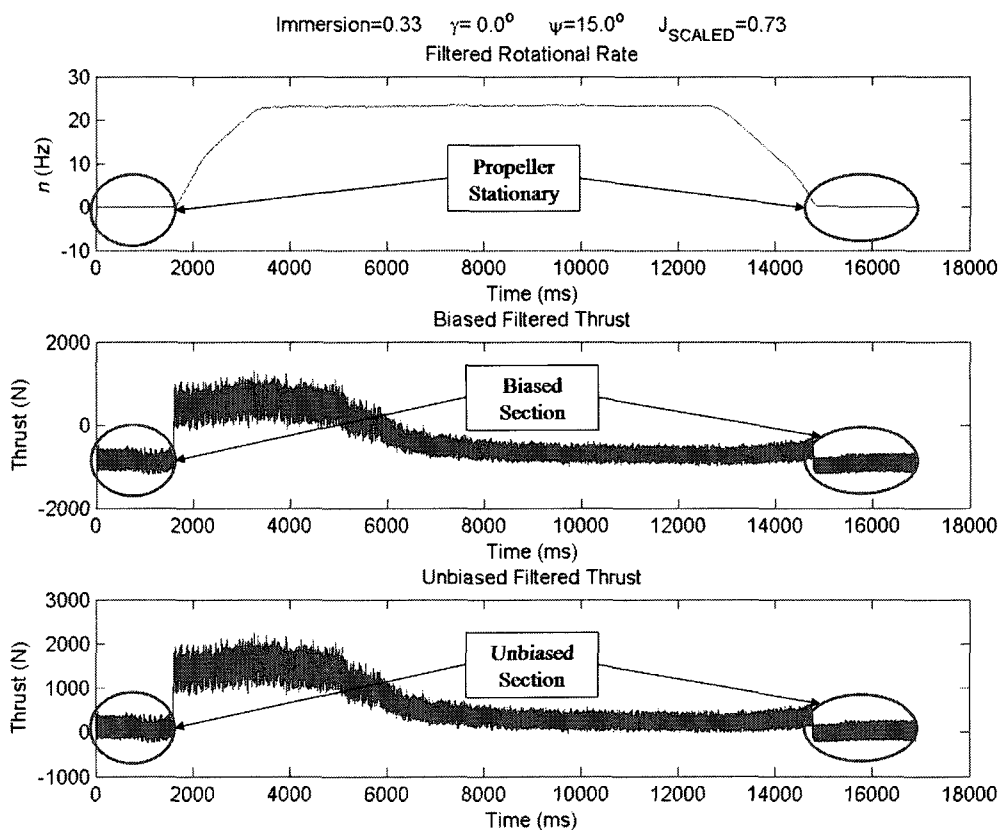 Immersion=0.33 γ= 0.0° ψ=15.0° J_SCALED=0.73
Filtered Rotational Rate
30
20
10
0
-10
n (Hz)
Propeller
Stationary
0 2000 4000 6000 8000 10000 12000 14000 16000 18000
Time (ms)
Biased Filtered Thrust
2000
0
-2000
Thrust (N)
Biased
Section
0 2000 4000 6000 8000 10000 12000 14000 16000 18000
Time (ms)
Unbiased Filtered Thrust
3000
2000
1000
0
-1000
Thrust (N)
Unbiased
Section
0 2000 4000 6000 8000 10000 12000 14000 16000 18000
Time (ms)